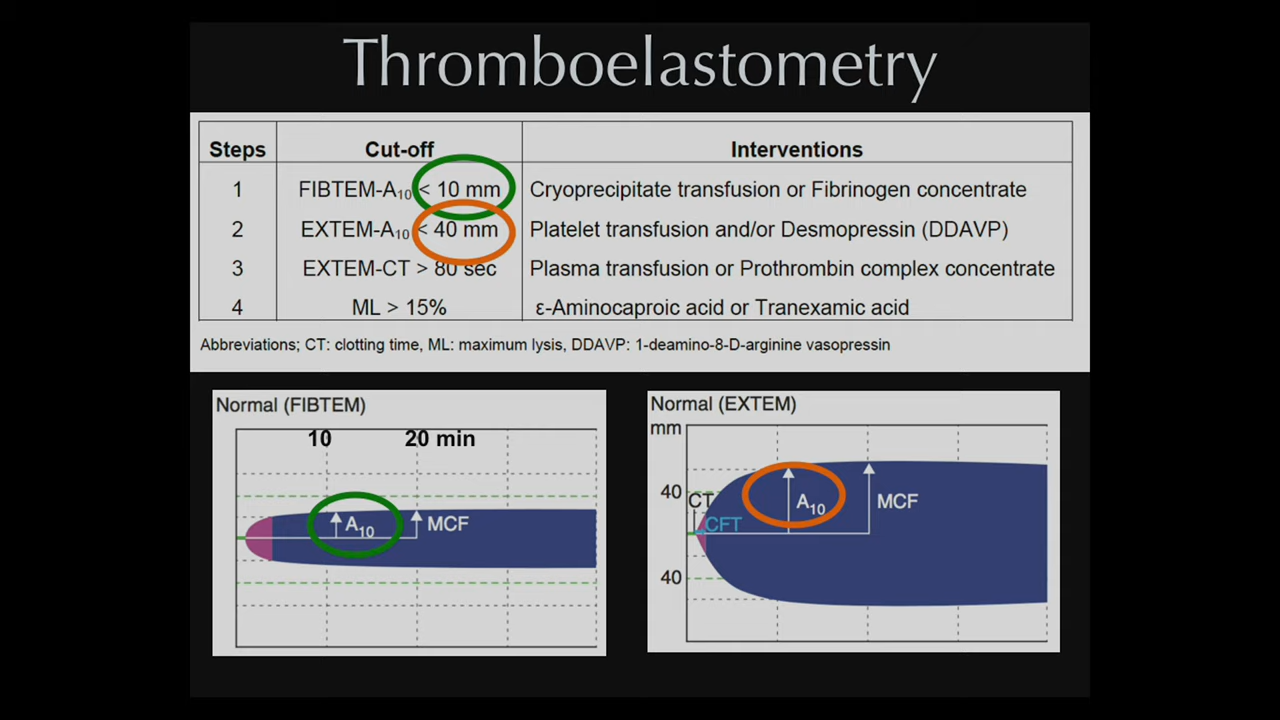 Thromboelastometry
Steps Cut-off Interventions
1 FIBTEM-A₁₀ < 10 mm Cryoprecipitate transfusion or Fibrinogen concentrate
2 EXTEM-A₁₀ < 40 mm Platelet transfusion and/or Desmopressin (DDAVP)
3 EXTEM-CT > 80 sec Plasma transfusion or Prothrombin complex concentrate
4 ML > 15% ε-Aminocaproic acid or Tranexamic acid
Abbreviations; CT: clotting time, ML: maximum lysis, DDAVP: 1-deamino-8-D-arginine vasopressin
Normal (FIBTEM)
10 20 min
A₁₀ MCF
Normal (EXTEM)
mm
40
CT A₁₀ MCF
CFT
40